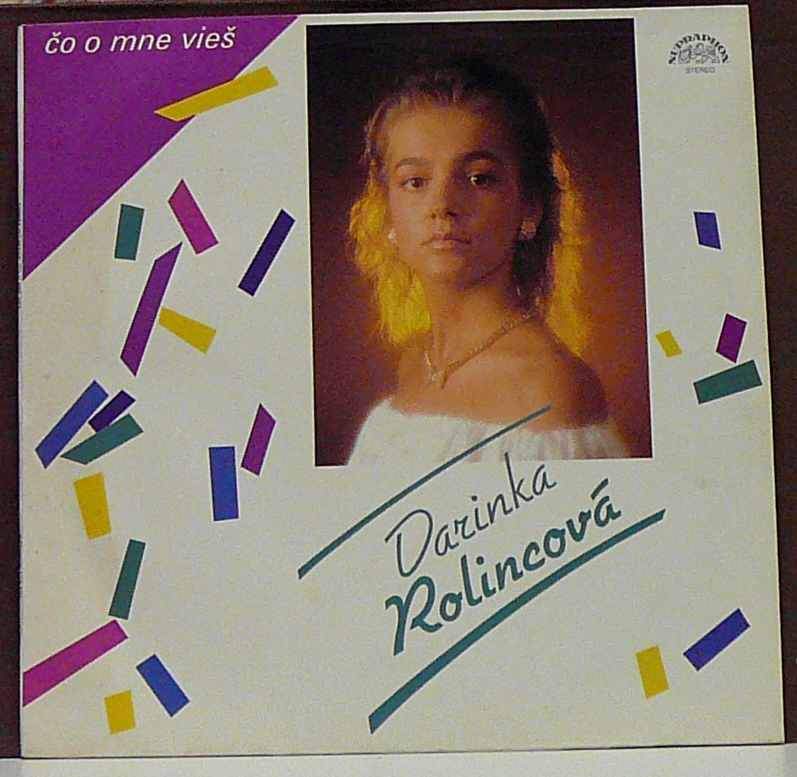 čo o mne vieš
SUPRAPHON
STEREO
Darinka
Rolincová